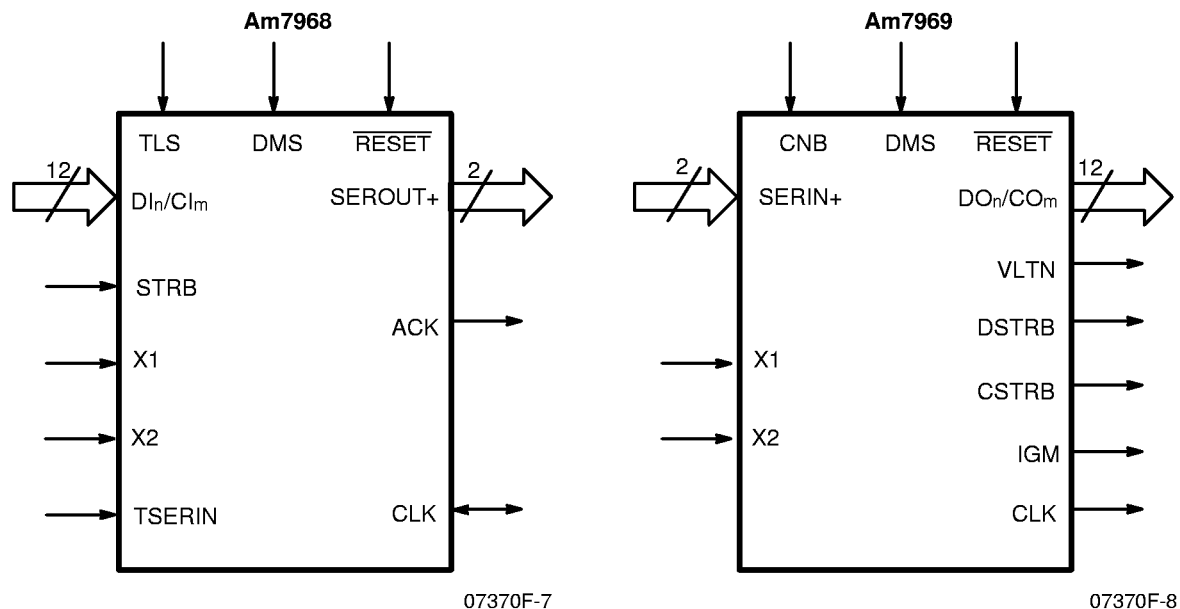 Am7968
TLS DMS RESET
12
DIn/CIm
SEROUT+
2
STRB
ACK
X1
X2
TSERIN
CLK
07370F-7
Am7969
CNB DMS RESET
2
SERIN+
DOn/COm
12
VLTN
DSTRB
X1
CSTRB
X2
IGM
CLK
07370F-8